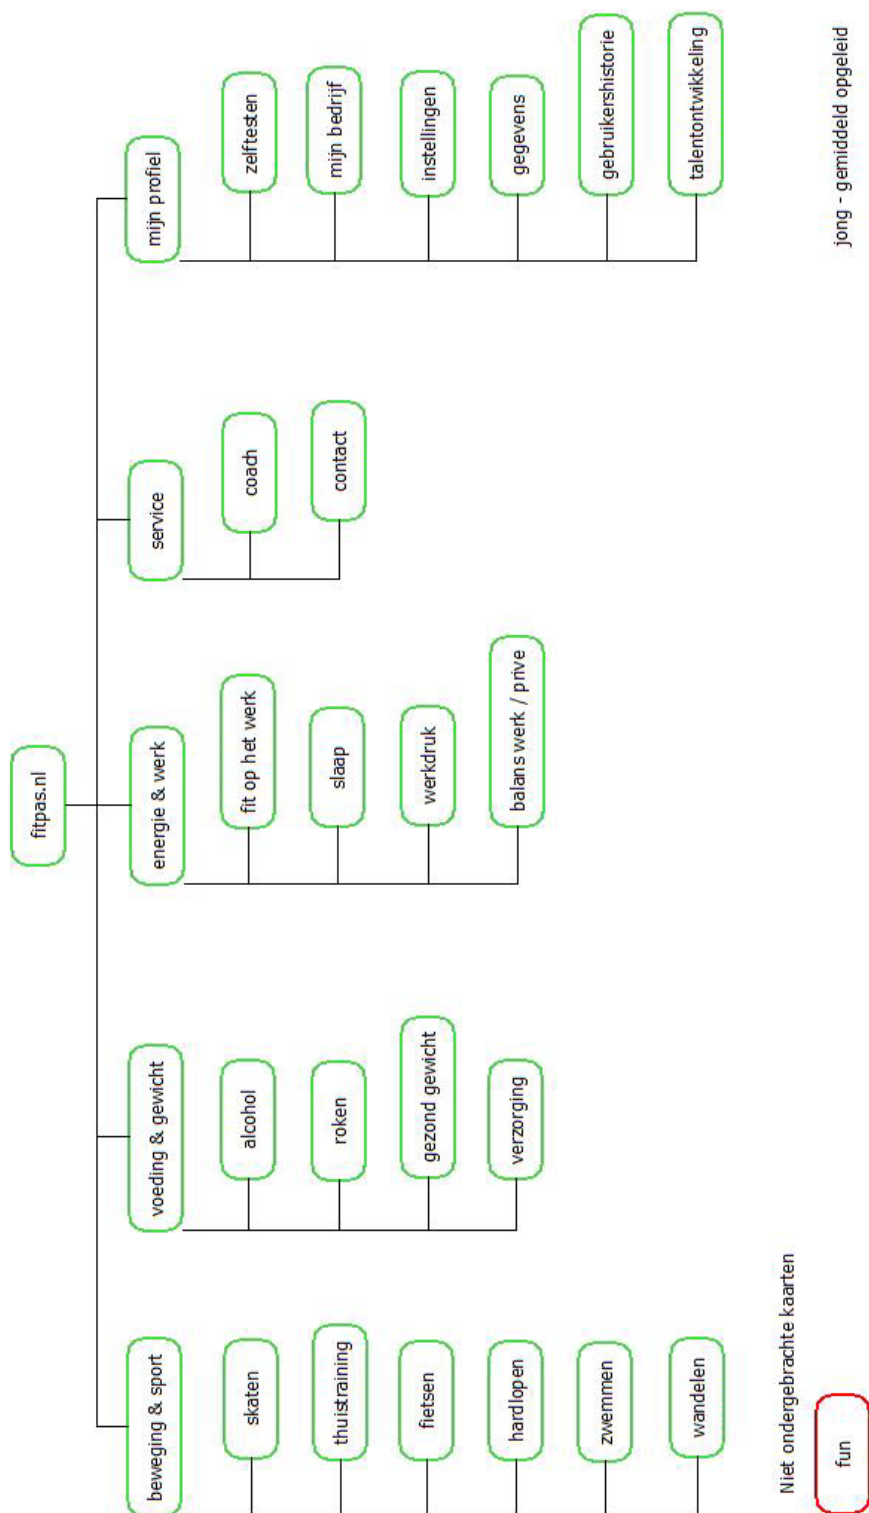 fitpas.nl
beweging & sport
skaten
thuistraining
fietsen
hardlopen
zwemmen
wandelen
voeding & gewicht
alcohol
roken
gezond gewicht
verzorging
energie & werk
fit op het werk
slaap
werkdruk
balans werk / prive
service
coach
contact
mijn profiel
zelftesten
mijn bedrijf
instellingen
gegevens
gebruikershistorie
talentontwikkeling
Niet ondergebrachte kaarten
fun
jong - gemiddeld opgeleid